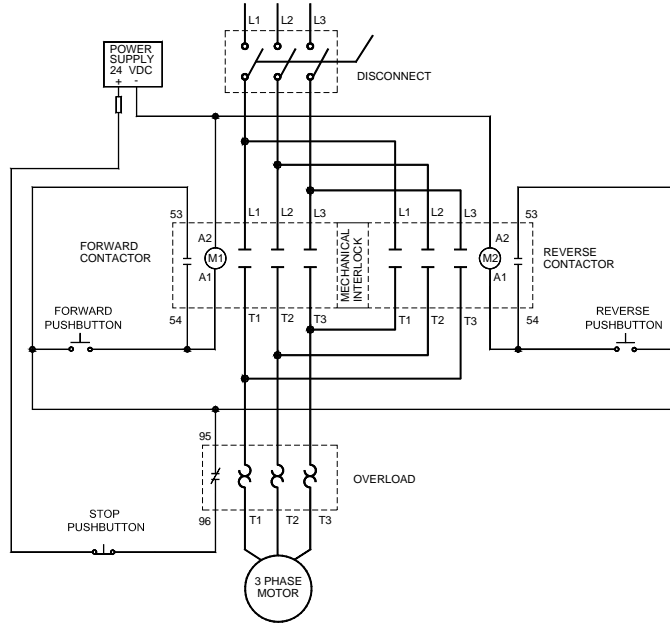 L1 L2 L3
POWER
SUPPLY
24 VDC
+ -
DISCONNECT
53 L1 L2 L3 L1 L2 L3 53
FORWARD
CONTACTOR
A2
M1
A1
MECHANICAL
INTERLOCK
A2
M2
A1
REVERSE
CONTACTOR
54 T1 T2 T3 T1 T2 T3 54
FORWARD
PUSHBUTTON
REVERSE
PUSHBUTTON
95
OVERLOAD
96 T1 T2 T3
STOP
PUSHBUTTON
3 PHASE
MOTOR